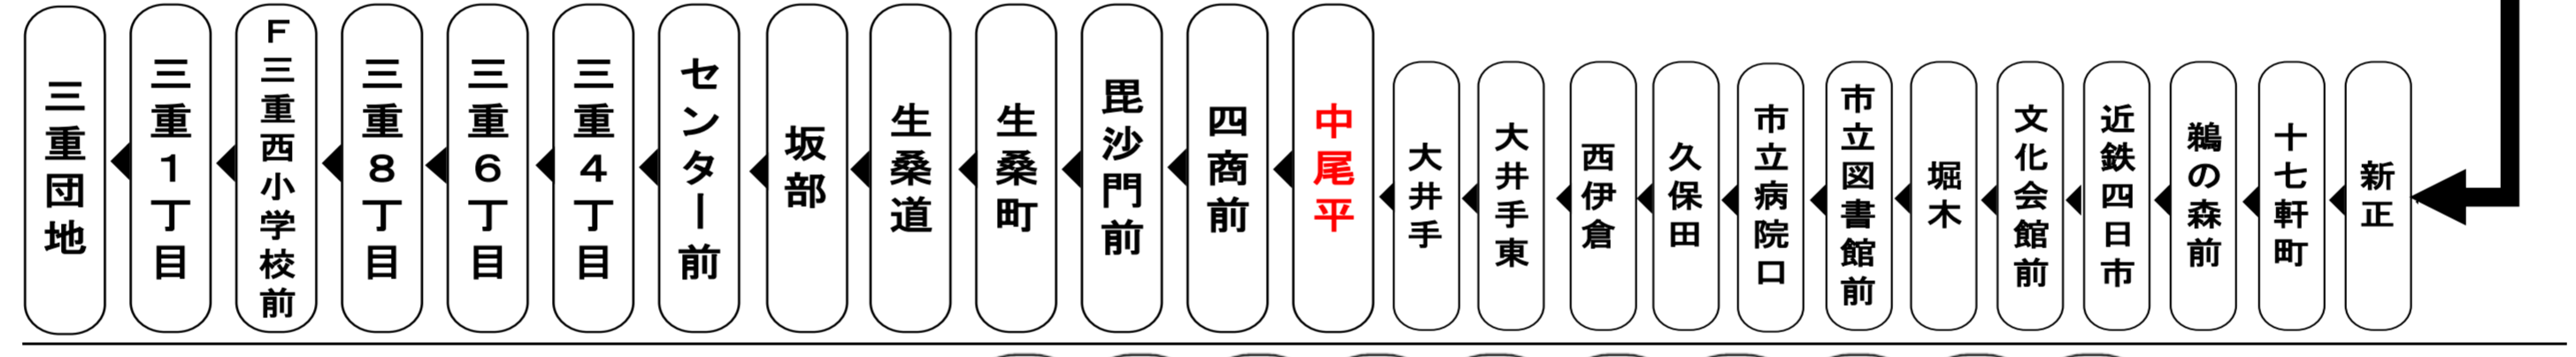 新正
十七軒町
鵜の森前
近鉄四日市
文化会館前
堀木
市立図書館前
市立病院口
久保田
西伊倉
大井手東
大井手
中尾平
四商前
毘沙門前
生桑町
生桑道
坂部
センター前
三重４丁目
三重６丁目
三重８丁目
Ｆ三重西小学校前
三重１丁目
三重団地